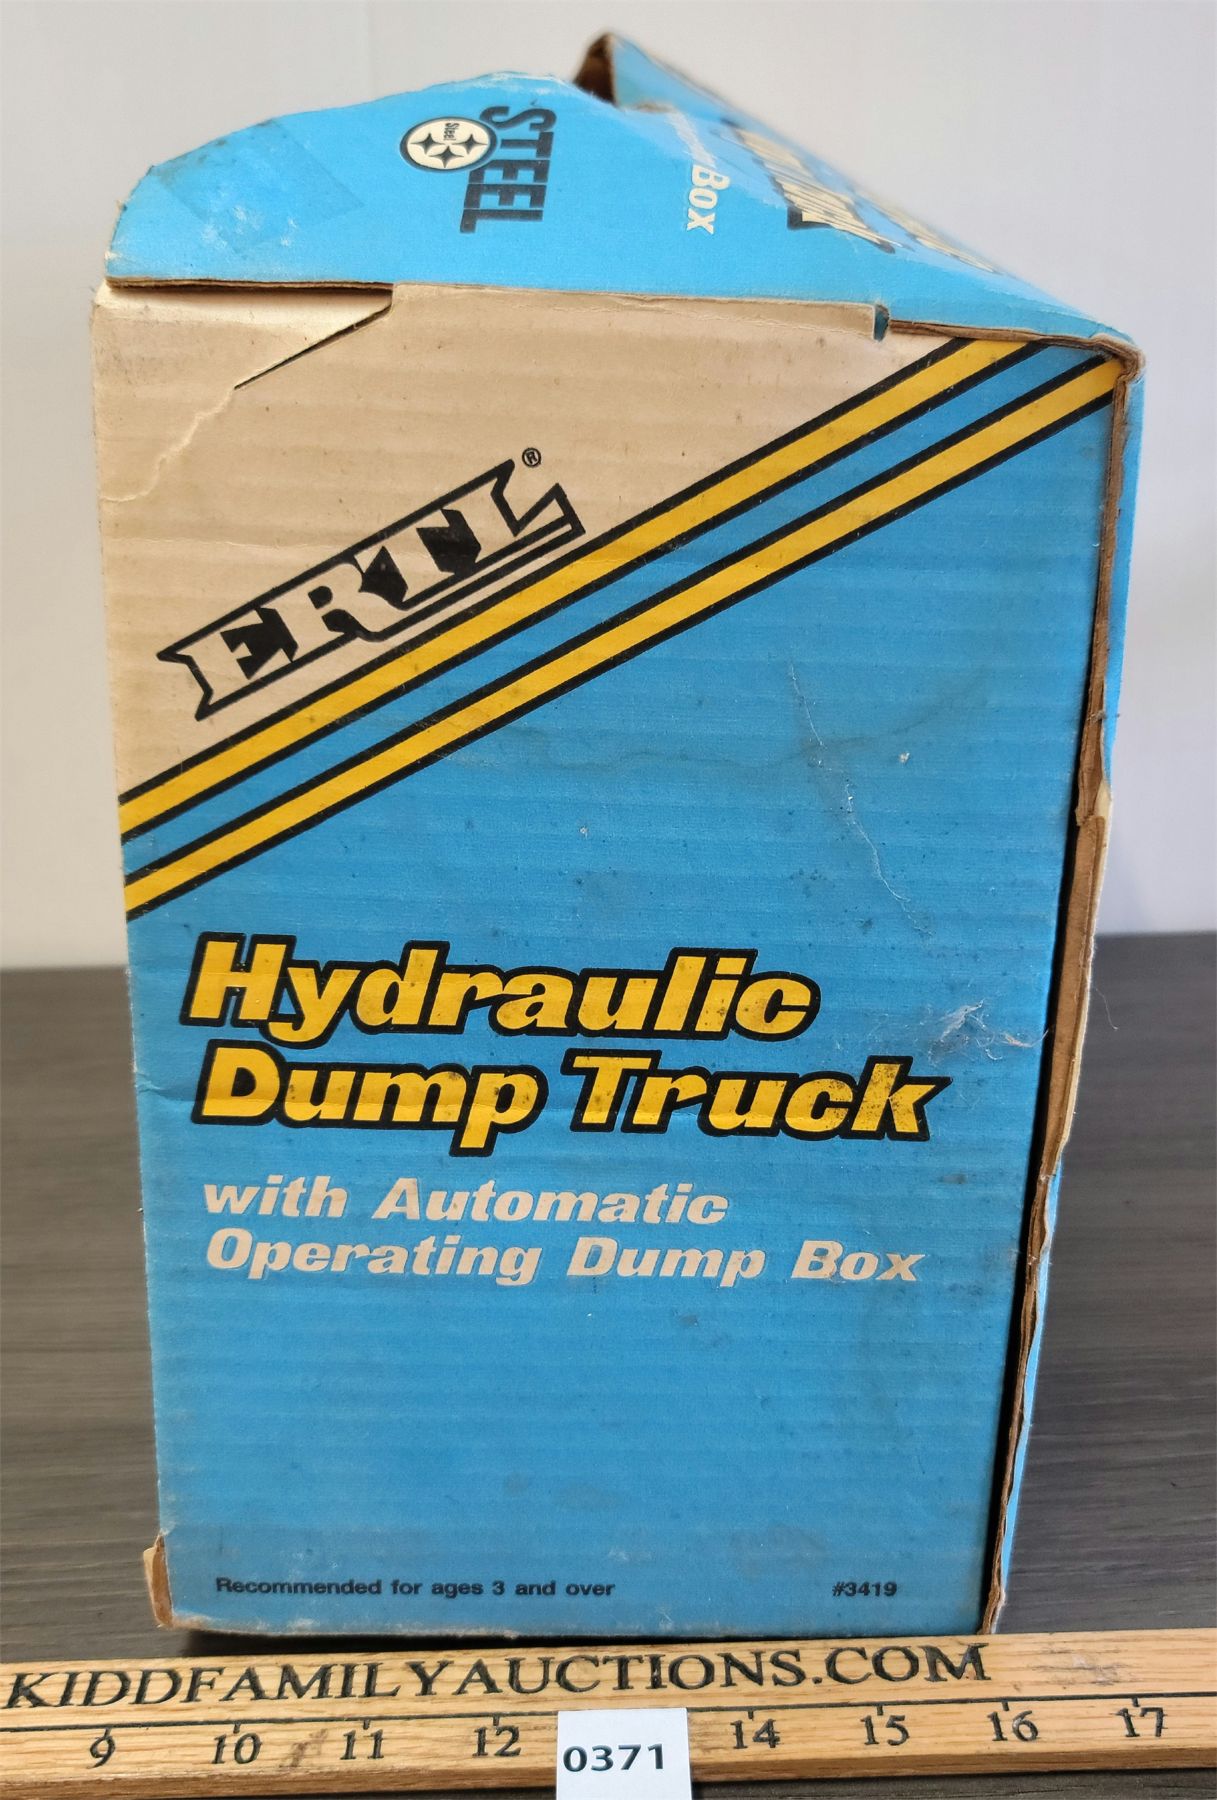 STEEL
Steel
Box
ERTL®
Hydraulic
Dump Truck
with Automatic
Operating Dump Box
Recommended for ages 3 and over #3419
KIDDFAMILYAUCTIONS.COM
9 10 11 12 14 15 16 17
0371